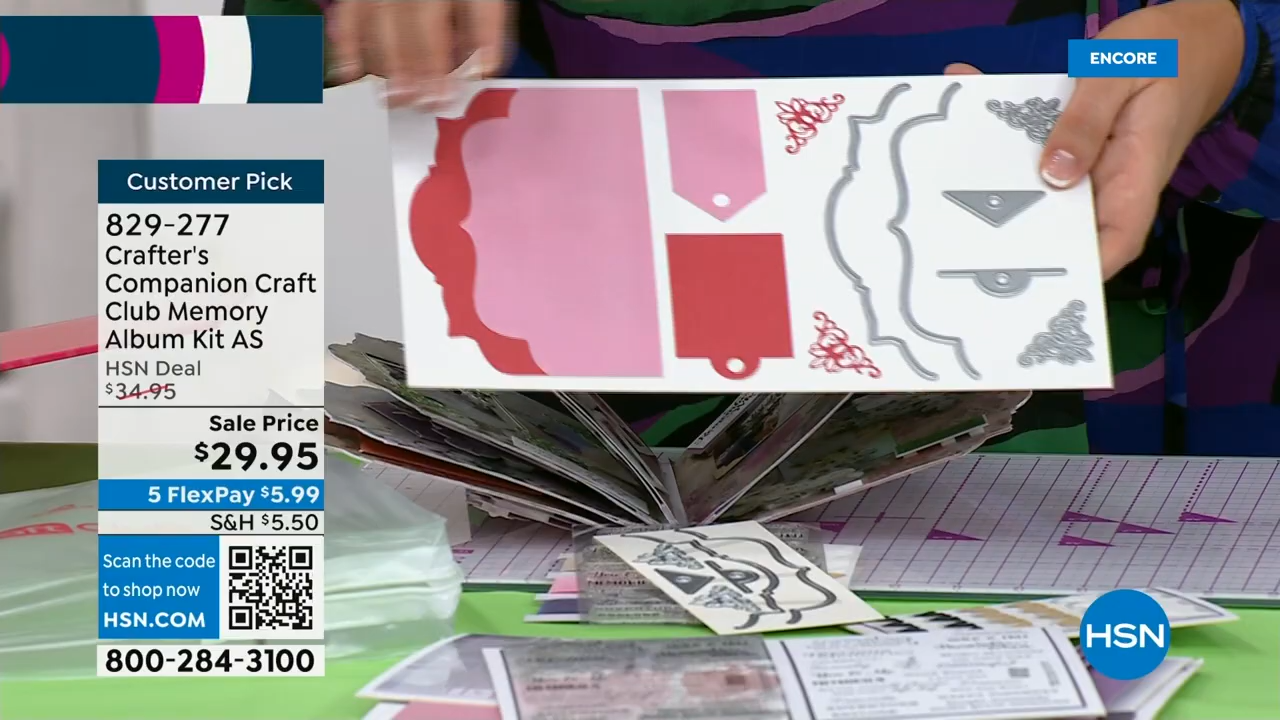 ENCORE
Customer Pick
829-277
Crafter's
Companion Craft
Club Memory
Album Kit AS
HSN Deal
$34.95
Sale Price
$29.95
5 FlexPay $5.99
S&H $5.50
Scan the code
to shop now
HSN.COM
800-284-3100
HSN